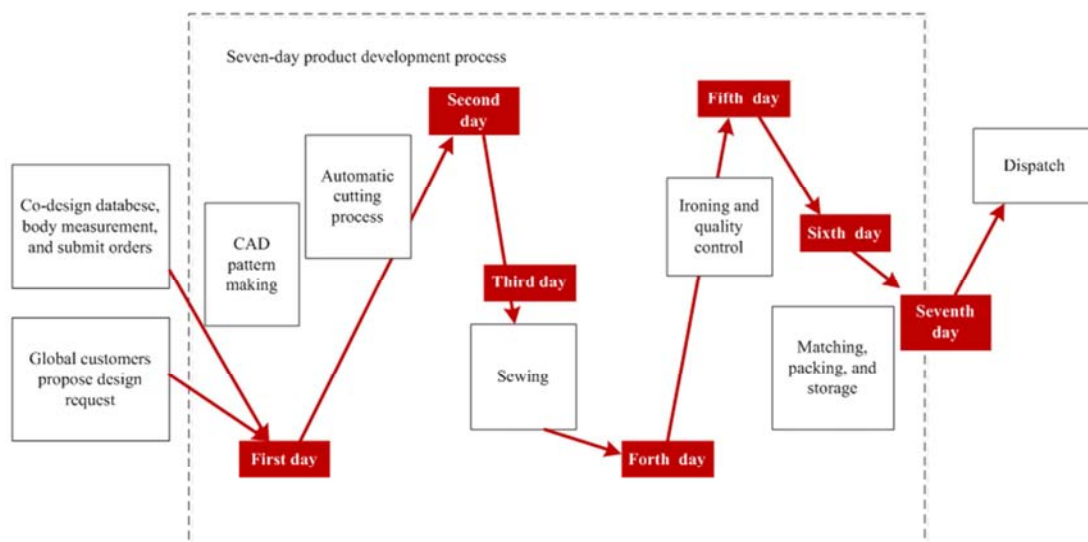 Seven-day product development process
Co-design databese,
body measurement,
and submit orders
Global customers
propose design
request
CAD
pattern
making
First day
Automatic
cutting
process
Second
day
Third day
Sewing
Forth day
Ironing and
quality
control
Fifth day
Sixth day
Matching,
packing, and
storage
Seventh
day
Dispatch